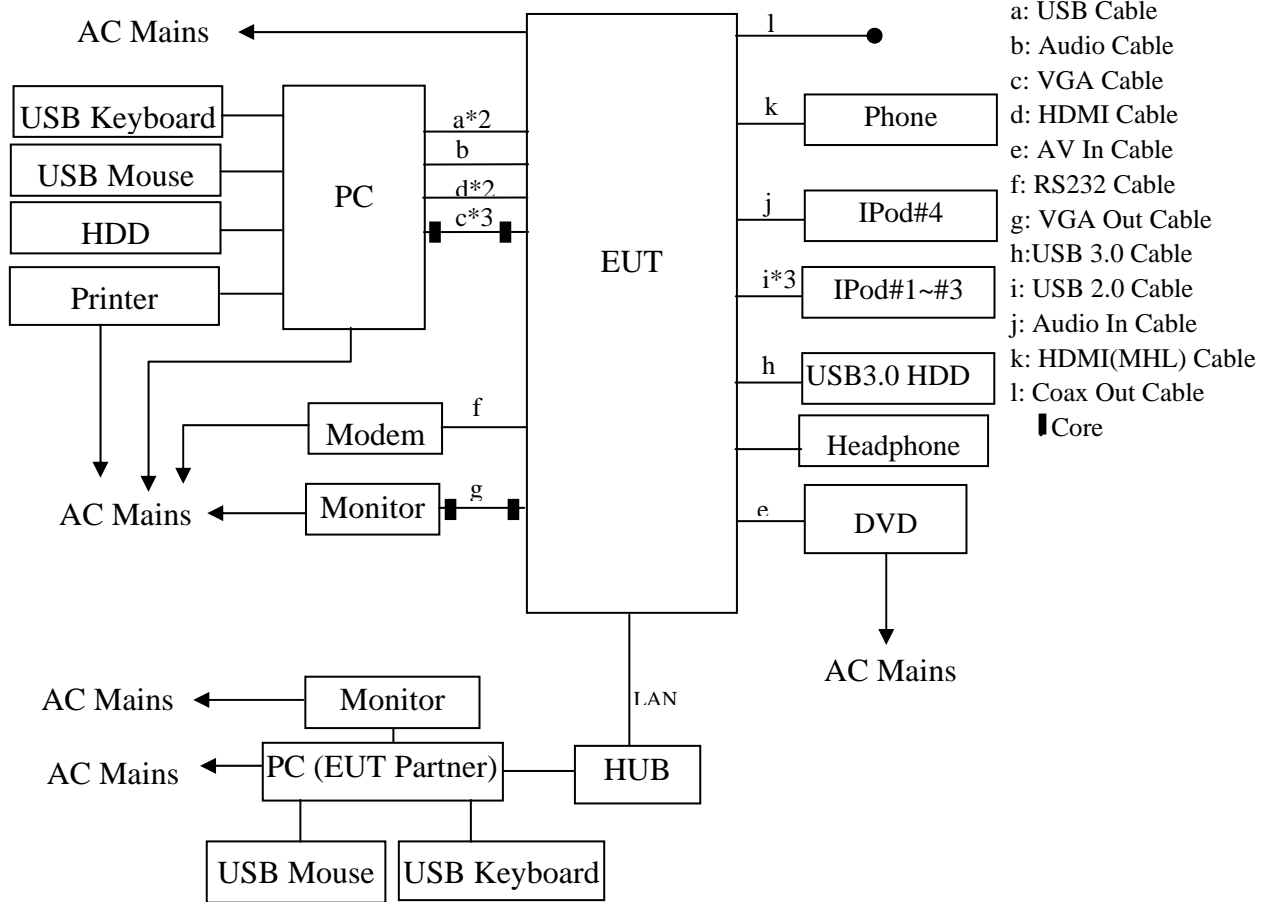 AC Mains
USB Keyboard
USB Mouse
HDD
Printer
PC
a*2
b
d*2
c*3
EUT
f
Modem
g
Monitor
AC Mains
l
k
Phone
j
IPod#4
i*3
IPod#1~#3
h
USB3.0 HDD
Headphone
e
DVD
AC Mains
a: USB Cable
b: Audio Cable
c: VGA Cable
d: HDMI Cable
e: AV In Cable
f: RS232 Cable
g: VGA Out Cable
h:USB 3.0 Cable
i: USB 2.0 Cable
j: Audio In Cable
k: HDMI(MHL) Cable
l: Coax Out Cable
Core
LAN
AC Mains
Monitor
AC Mains
PC (EUT Partner)
HUB
USB Mouse
USB Keyboard